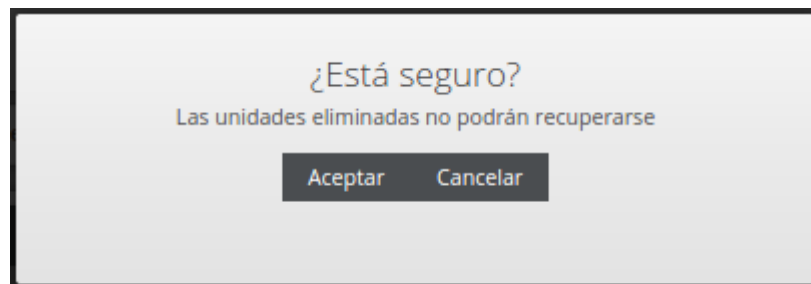 ¿Está seguro?
Las unidades eliminadas no podrán recuperarse
Aceptar Cancelar